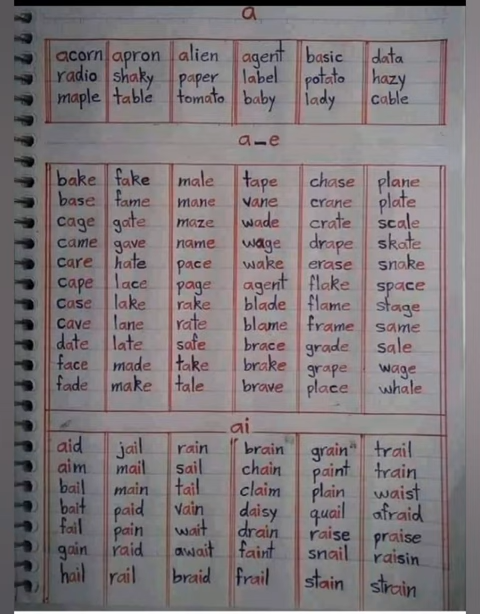 a
acorn apron alien agent basic data
radio shaky paper label potato hazy
maple table tomato baby lady cable
a_e
bake fake male tape chase plane
base fame mane vane crane plate
cage gate maze wade crate scale
came gave name wage drape skate
care hate pace wake erase snake
cape lace page agent flake space
case lake rake blade flame stage
cave lane rate blame frame same
date late safe brace grade sale
face made take brake grape wage
fade make tale brave place whale
ai
aid jail rain brain grain trail
aim mail sail chain paint train
bail main tail claim plain waist
bait paid vain daisy quail afraid
fail pain wait drain raise praise
gain raid await faint snail raisin
hail rail braid frail stain strain